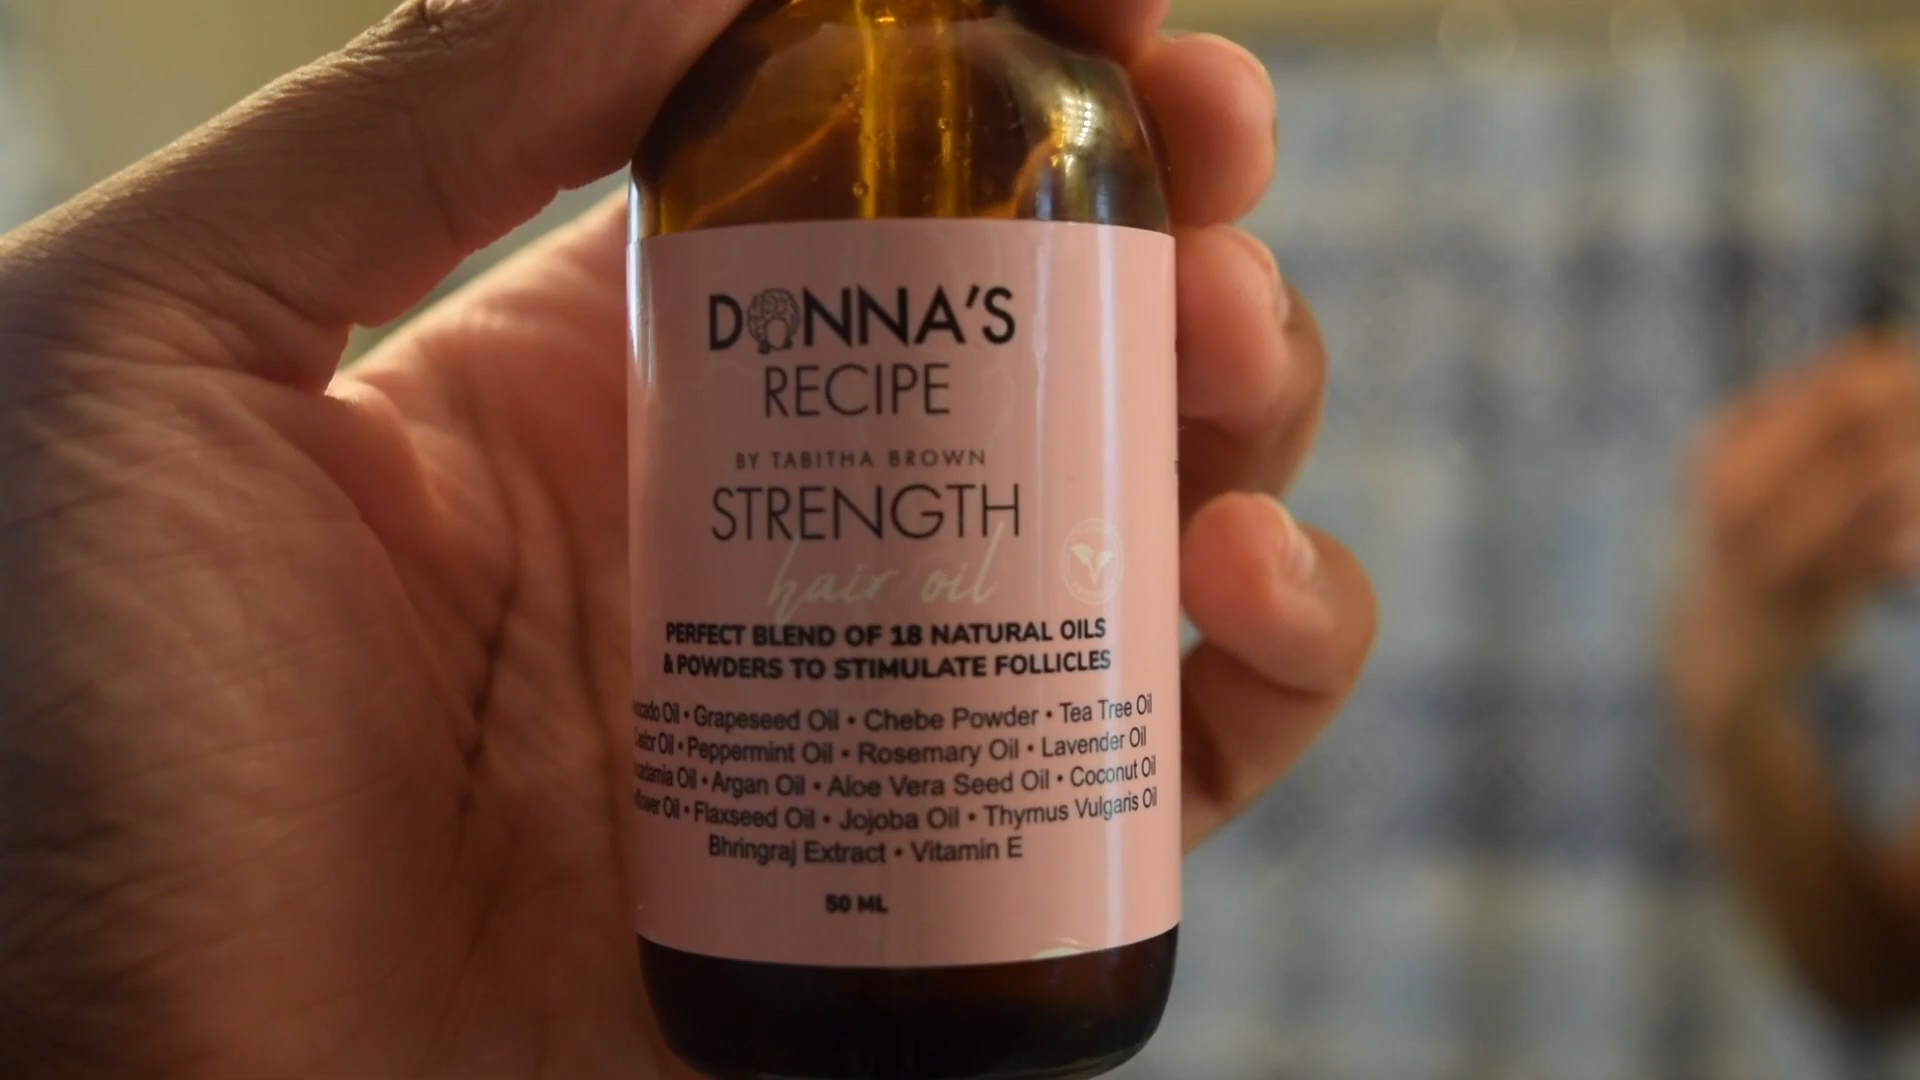 DONNA'S
RECIPE
BY TABITHA BROWN
STRENGTH
hair oil
PERFECT BLEND OF 18 NATURAL OILS
& POWDERS TO STIMULATE FOLLICLES
Oil • Grapeseed Oil • Chebe Powder • Tea Tree Oil
Oil • Peppermint Oil • Rosemary Oil • Lavender Oil
Oil • Argan Oil • Aloe Vera Seed Oil • Coconut Oil
Oil • Flaxseed Oil • Jojoba Oil • Thymus Vulgaris Oil
Bhringraj Extract • Vitamin E
50 ML